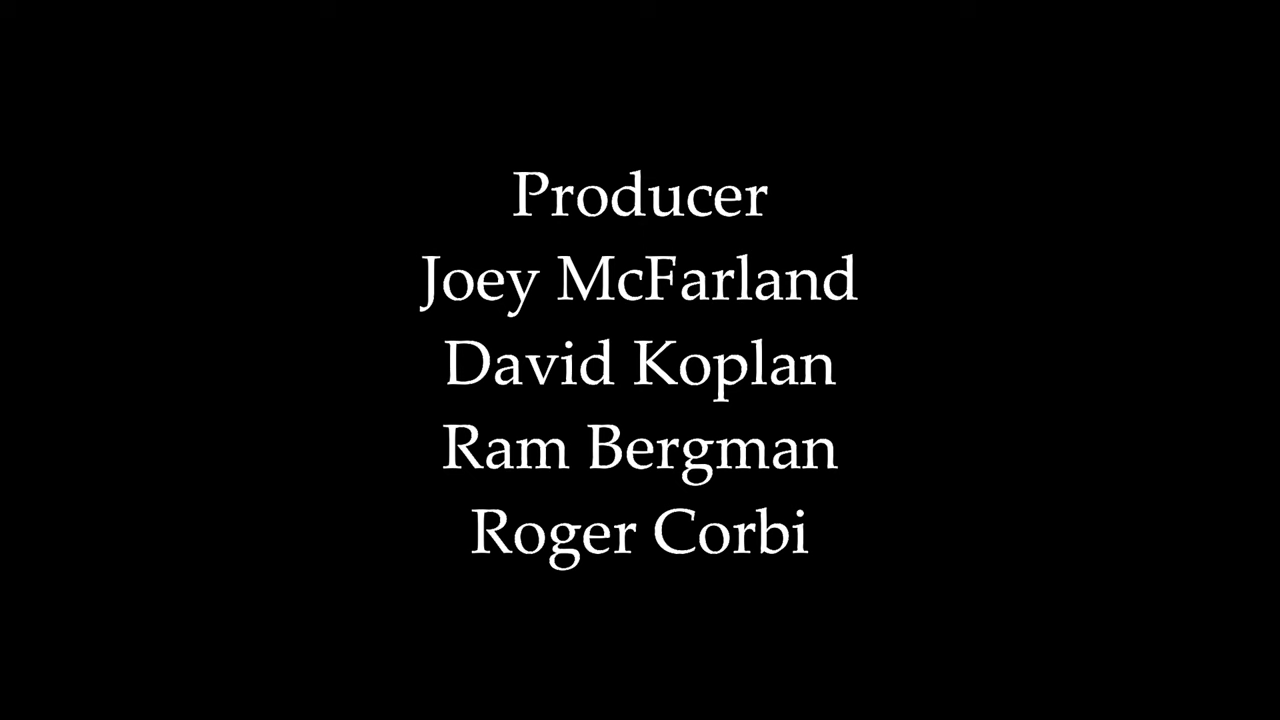 Producer
Joey McFarland
David Koplan
Ram Bergman
Roger Corbi